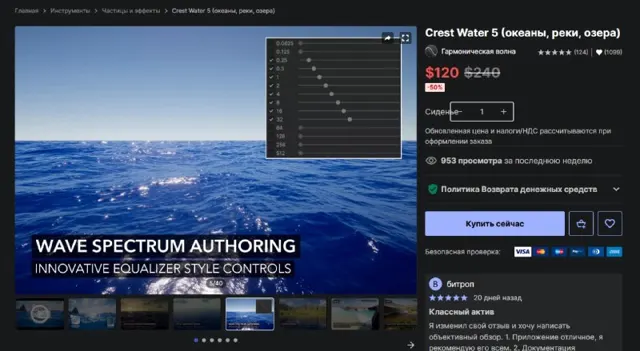 Главная > Инструменты > Частицы и эффекты > Crest Water 5 (океаны, реки, озера)
0.0625
0.125
0.25
0.5
1
2
4
8
16
32
64
128
256
512
WAVE SPECTRUM AUTHORING
INNOVATIVE EQUALIZER STYLE CONTROLS
5/40
Crest Water 5 (океаны, реки, озера)
Гармоническая волна
(124) | (1099)
$120 $240
-50%
Сиденье
− 1 +
Обновленная цена и налоги/НДС рассчитываются при
оформлении заказа
953 просмотра за последнюю неделю
Политика Возврата денежных средств
Купить сейчас
Безопасная проверка:
VISA
B битроп
20 дней назад
Классный актив
Я изменил свой отзыв и хочу написать
объективный обзор. 1. Приложение отличное, я
рекомендую его всем. 2. Документация